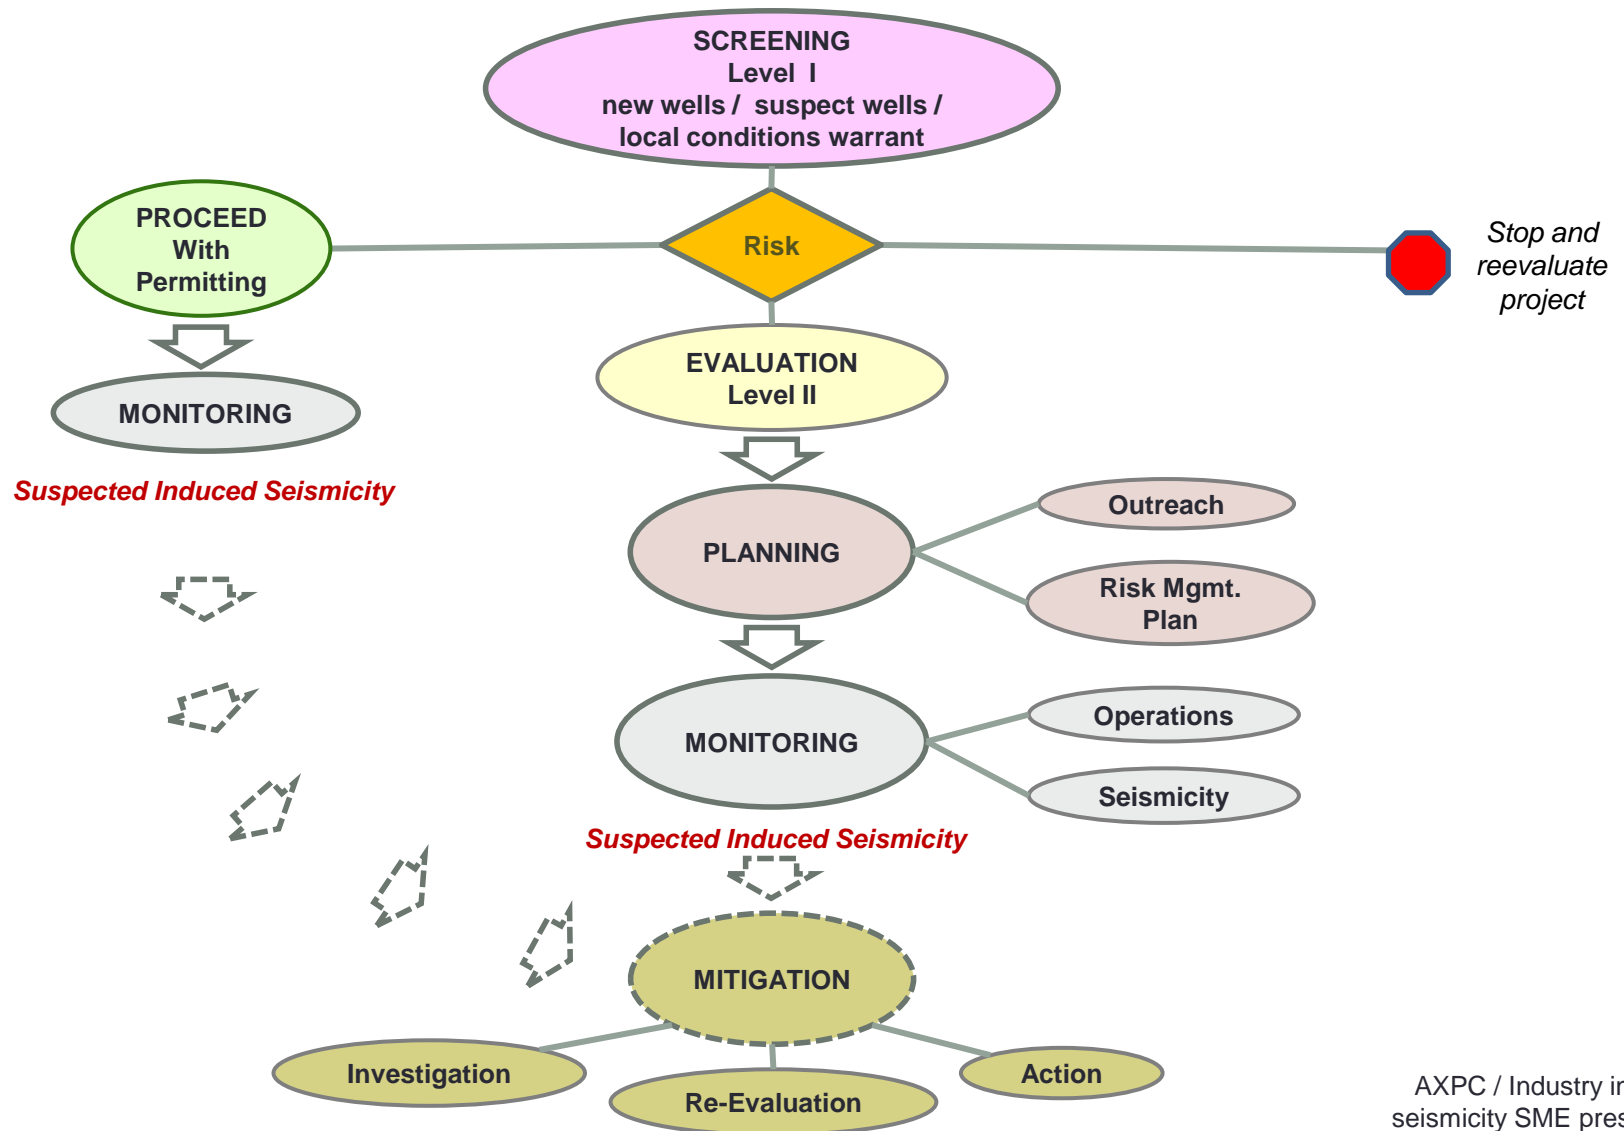 SCREENING
Level I
new wells / suspect wells /
local conditions warrant
PROCEED
With
Permitting
Risk
Stop and
reevaluate
project
EVALUATION
Level II
MONITORING
Suspected Induced Seismicity
PLANNING
Outreach
Risk Mgmt.
Plan
MONITORING
Operations
Seismicity
Suspected Induced Seismicity
MITIGATION
Investigation
Re-Evaluation
Action
AXPC / Industry
seismicity SME